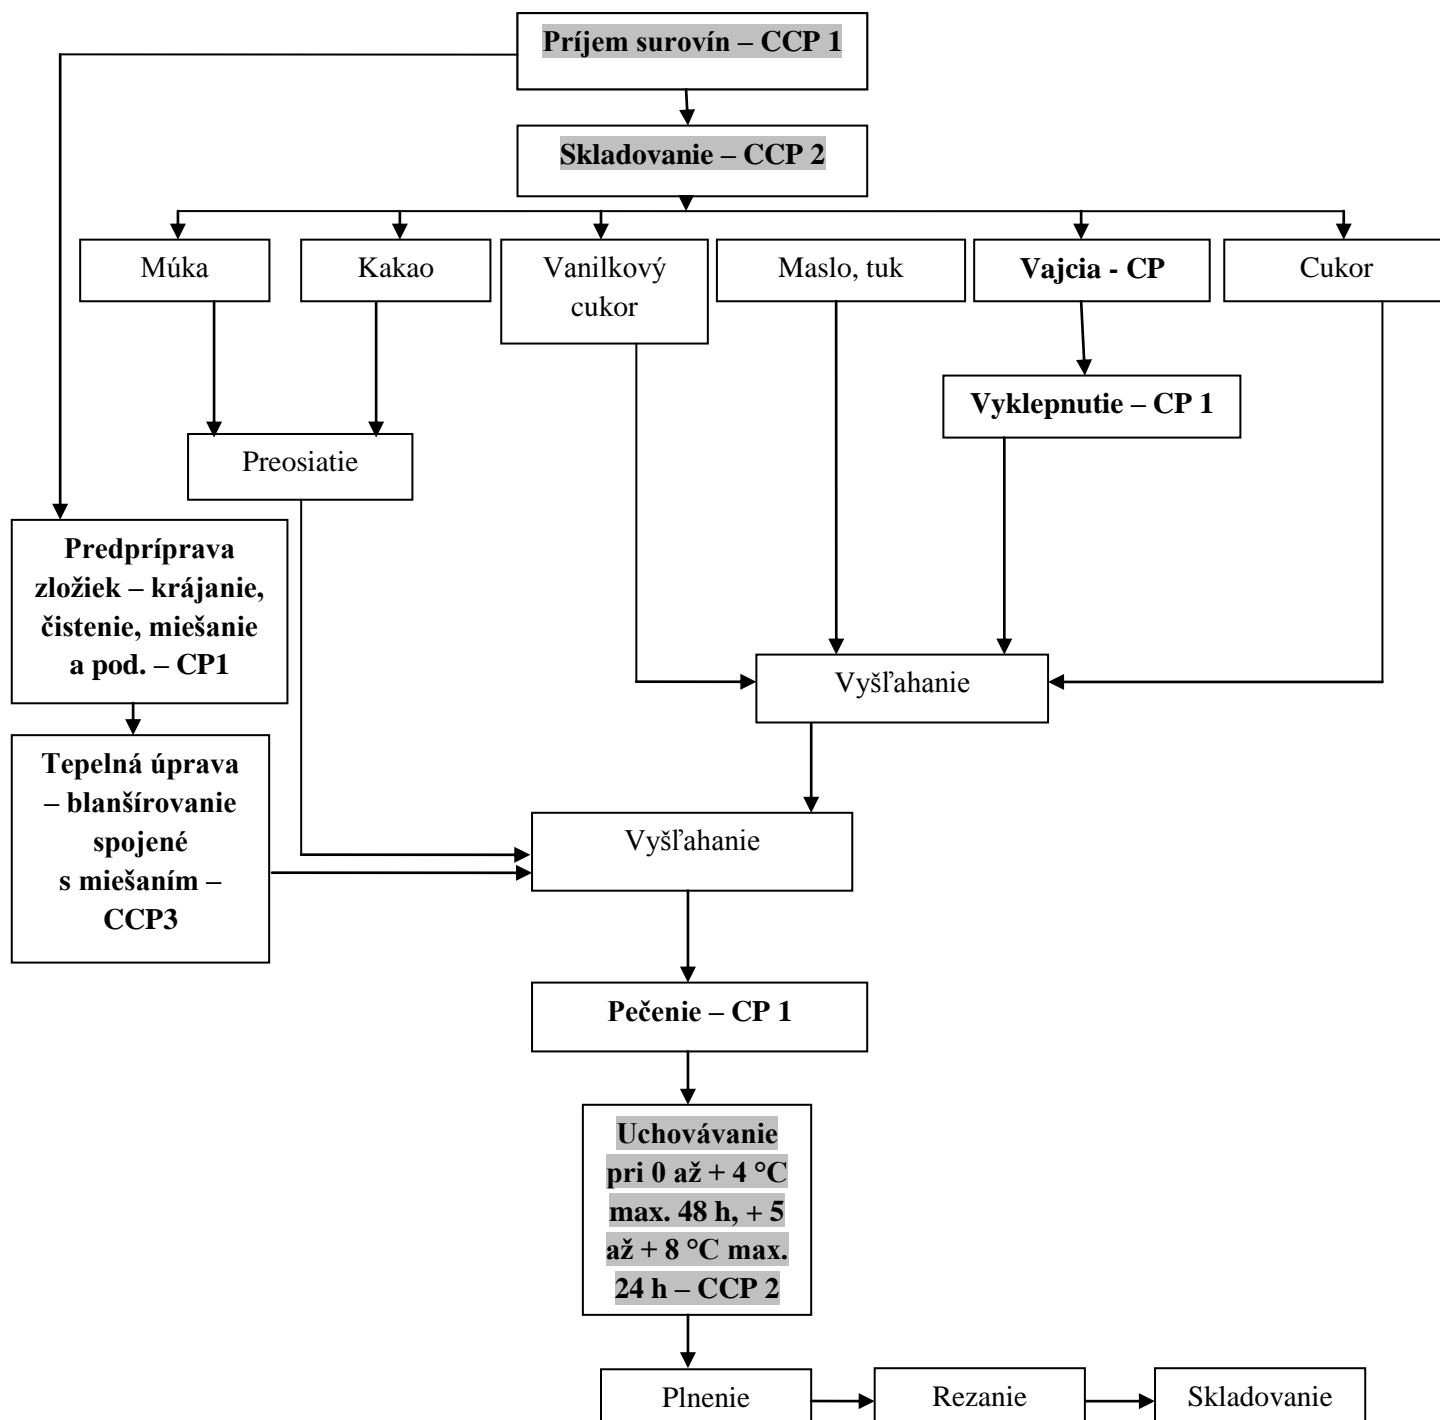 Príjem surovín – CCP 1
Skladovanie – CCP 2
Múka
Kakao
Vanilkový
cukor
Maslo, tuk
Vajcia - CP
Cukor
Vyklepnutie – CP 1
Preosiatie
Predpríprava
zložiek – krájanie,
čistenie, miešanie
a pod. – CP1
Vyšľahanie
Tepelná úprava
– blanšírovanie
spojené
s miešaním –
CCP3
Vyšľahanie
Pečenie – CP 1
Uchovávanie
pri 0 až + 4 °C
max. 48 h, + 5
až + 8 °C max.
24 h – CCP 2
Plnenie
Rezanie
Skladovanie